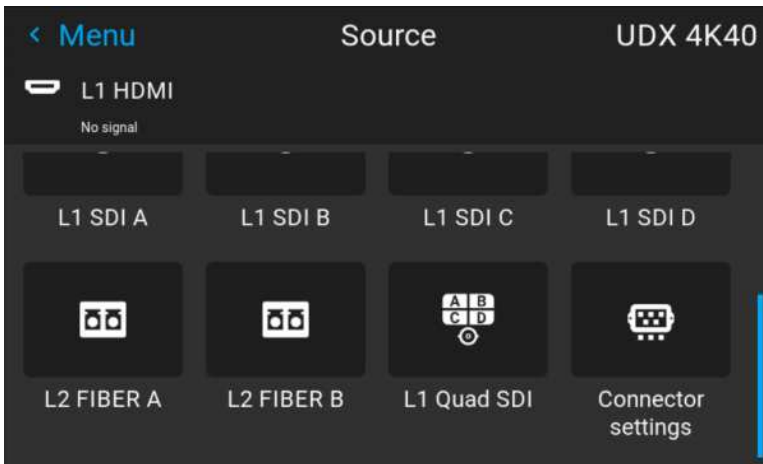 Menu
Source
UDX 4K40
L1 HDMI
No signal
L1 SDI A
L1 SDI B
L1 SDI C
L1 SDI D
A B
C D
L2 FIBER A
L2 FIBER B
L1 Quad SDI
Connector
settings